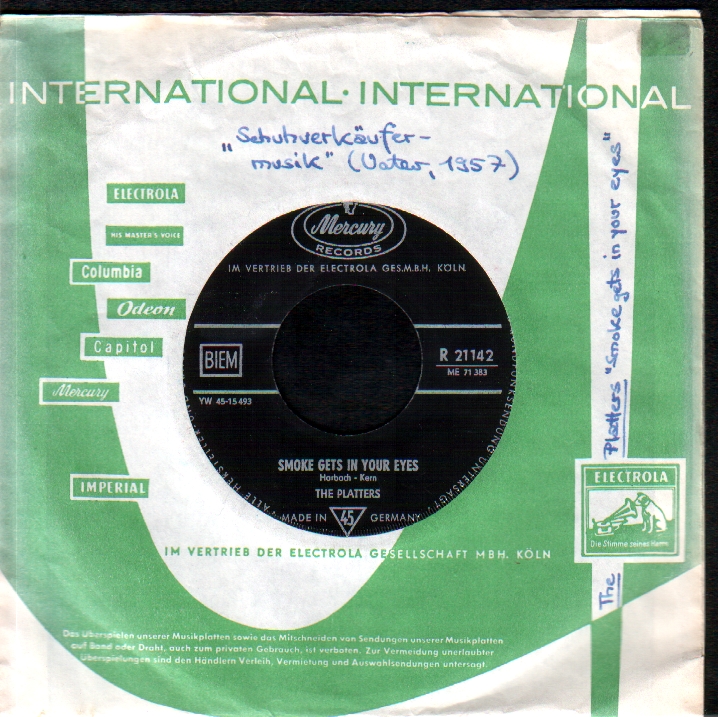 INTERNATIONAL · INTERNATIONAL
"Schuhverkäufer-
musik" (Vater, 1957)
ELECTROLA
HIS MASTER'S VOICE
Columbia
Odeon
Capitol
Mercury
IMPERIAL
Mercury
RECORDS
IM VERTRIEB DER ELECTROLA GES.M.B.H. KÖLN
BIEM
R 21142
ME 71 383
YW 45-15 493
SMOKE GETS IN YOUR EYES
Harbach - Kern
THE PLATTERS
MADE IN 45 GERMANY
ALLE HERSTELLER
SENDUNG UNTERSAGT
The Platters "Smoke gets in your eyes"
ELECTROLA
Die Stimme seines Herrn
IM VERTRIEB DER ELECTROLA GESELLSCHAFT MBH. KÖLN
Das Überspielen unserer Musikplatten sowie das Mitschneiden von Sendungen unserer Musikplatten
auf Band oder Draht, auch zum privaten Gebrauch, ist verboten. Zur Vermeidung unerlaubter
Überspielungen sind den Händlern Verleih, Vermietung und Auswahlsendungen untersagt.